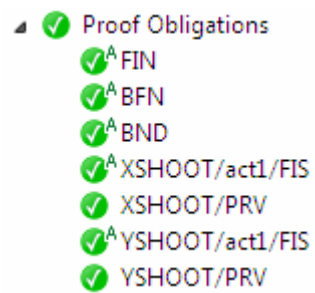 Proof Obligations
A FIN
A BFN
A BND
A XSHOOT/act1/FIS
XSHOOT/PRV
A YSHOOT/act1/FIS
YSHOOT/PRV